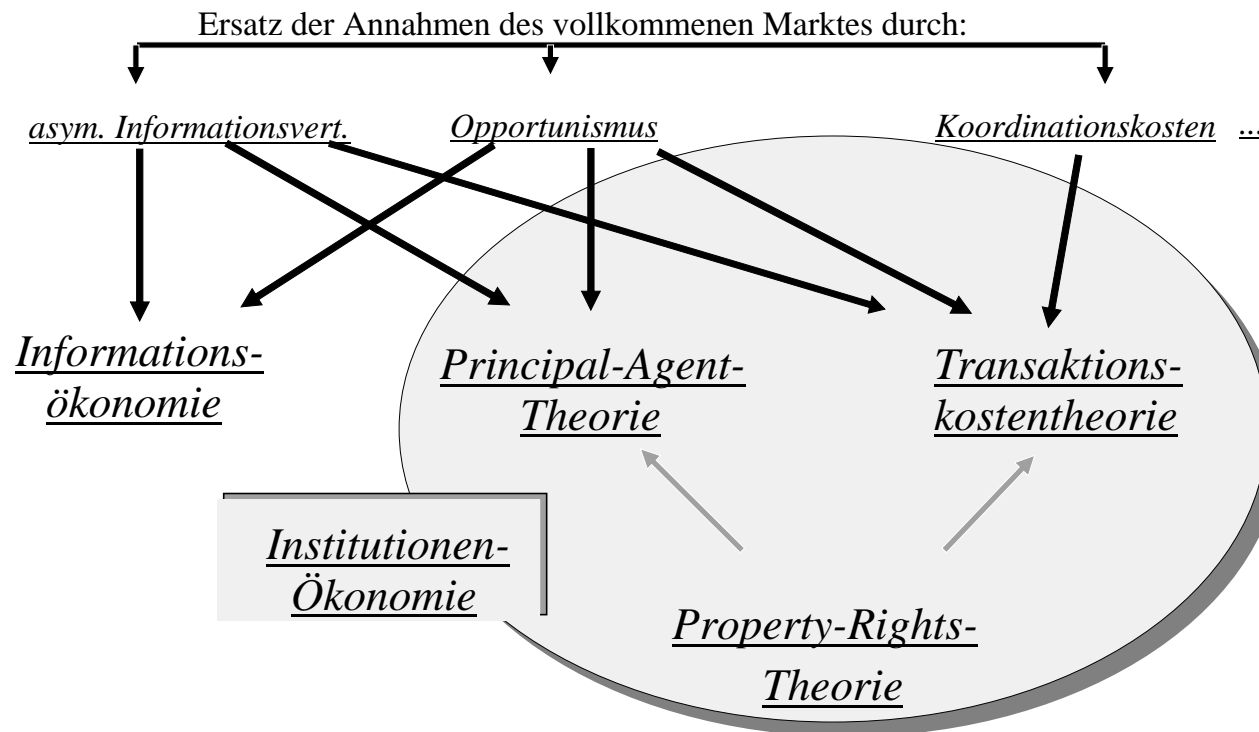 Ersatz der Annahmen des vollkommenen Marktes durch:
asym. Informationsvert.
Opportunismus
Koordinationskosten
...
Informations-
ökonomie
Principal-Agent-
Theorie
Transaktions-
kostentheorie
Institutionen-
Ökonomie
Property-Rights-
Theorie